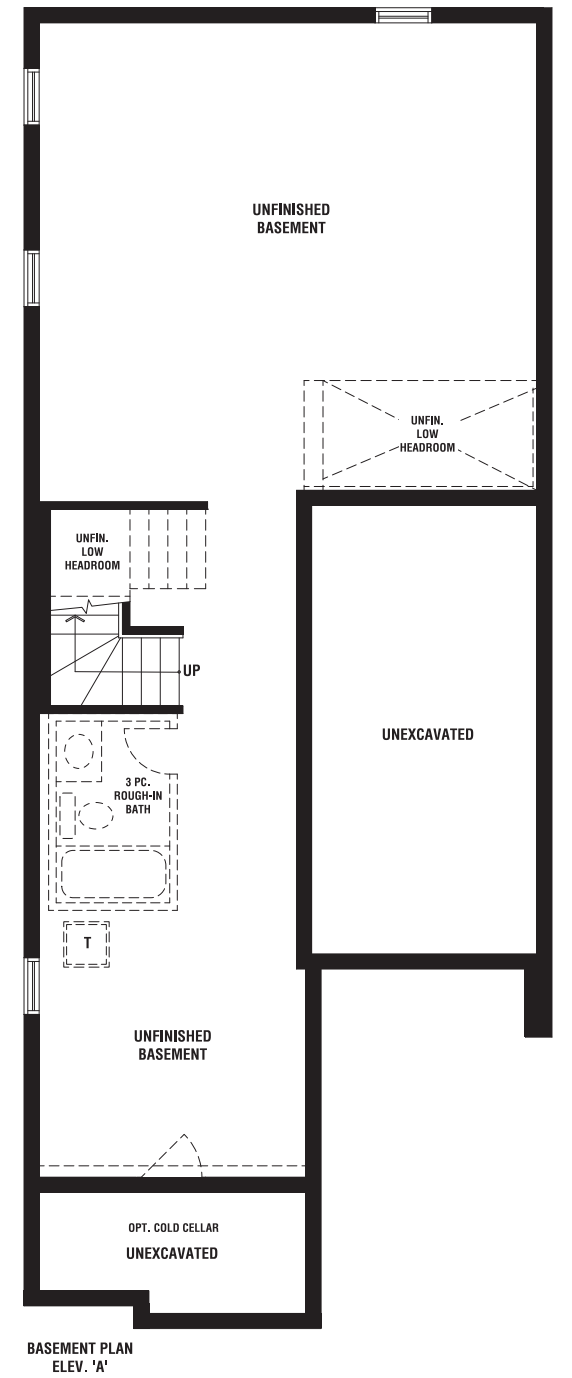 UNFINISHED
BASEMENT
UNFIN.
LOW
HEADROOM
UNFIN.
LOW
HEADROOM
UP
UNEXCAVATED
3 PC.
ROUGH-IN
BATH
T
UNFINISHED
BASEMENT
OPT. COLD CELLAR
UNEXCAVATED
BASEMENT PLAN
ELEV. 'A'